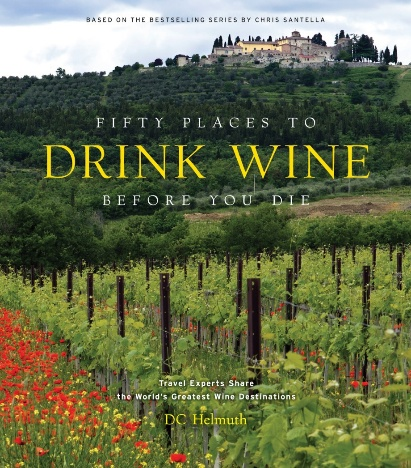 BASED ON THE BESTSELLING SERIES BY CHRIS SANTELLA
FIFTY PLACES TO
DRINK WINE
BEFORE YOU DIE
Travel Experts Share
the World's Greatest Wine Destinations
DC Helmuth